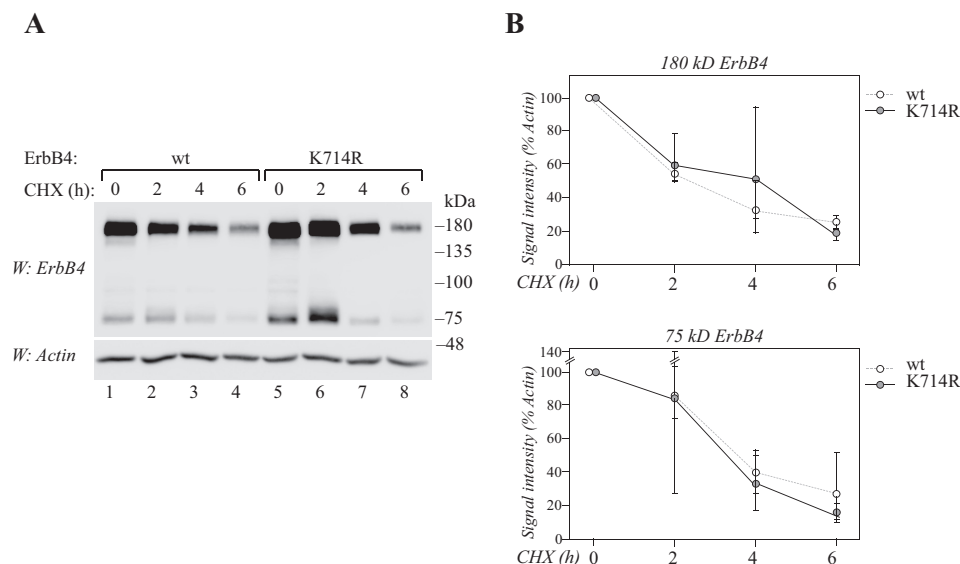 A
ErbB4: wt K714R
CHX (h): 0 2 4 6 0 2 4 6
kDa
–180
–135
W: ErbB4
–100
–75
–48
W: Actin
1 2 3 4 5 6 7 8
B
180 kD ErbB4
Signal intensity (% Actin)
100
80
60
40
20
0
CHX (h) 0 2 4 6
wt
K714R
75 kD ErbB4
Signal intensity (% Actin)
140
100
80
60
40
20
0
CHX (h) 0 2 4 6
wt
K714R